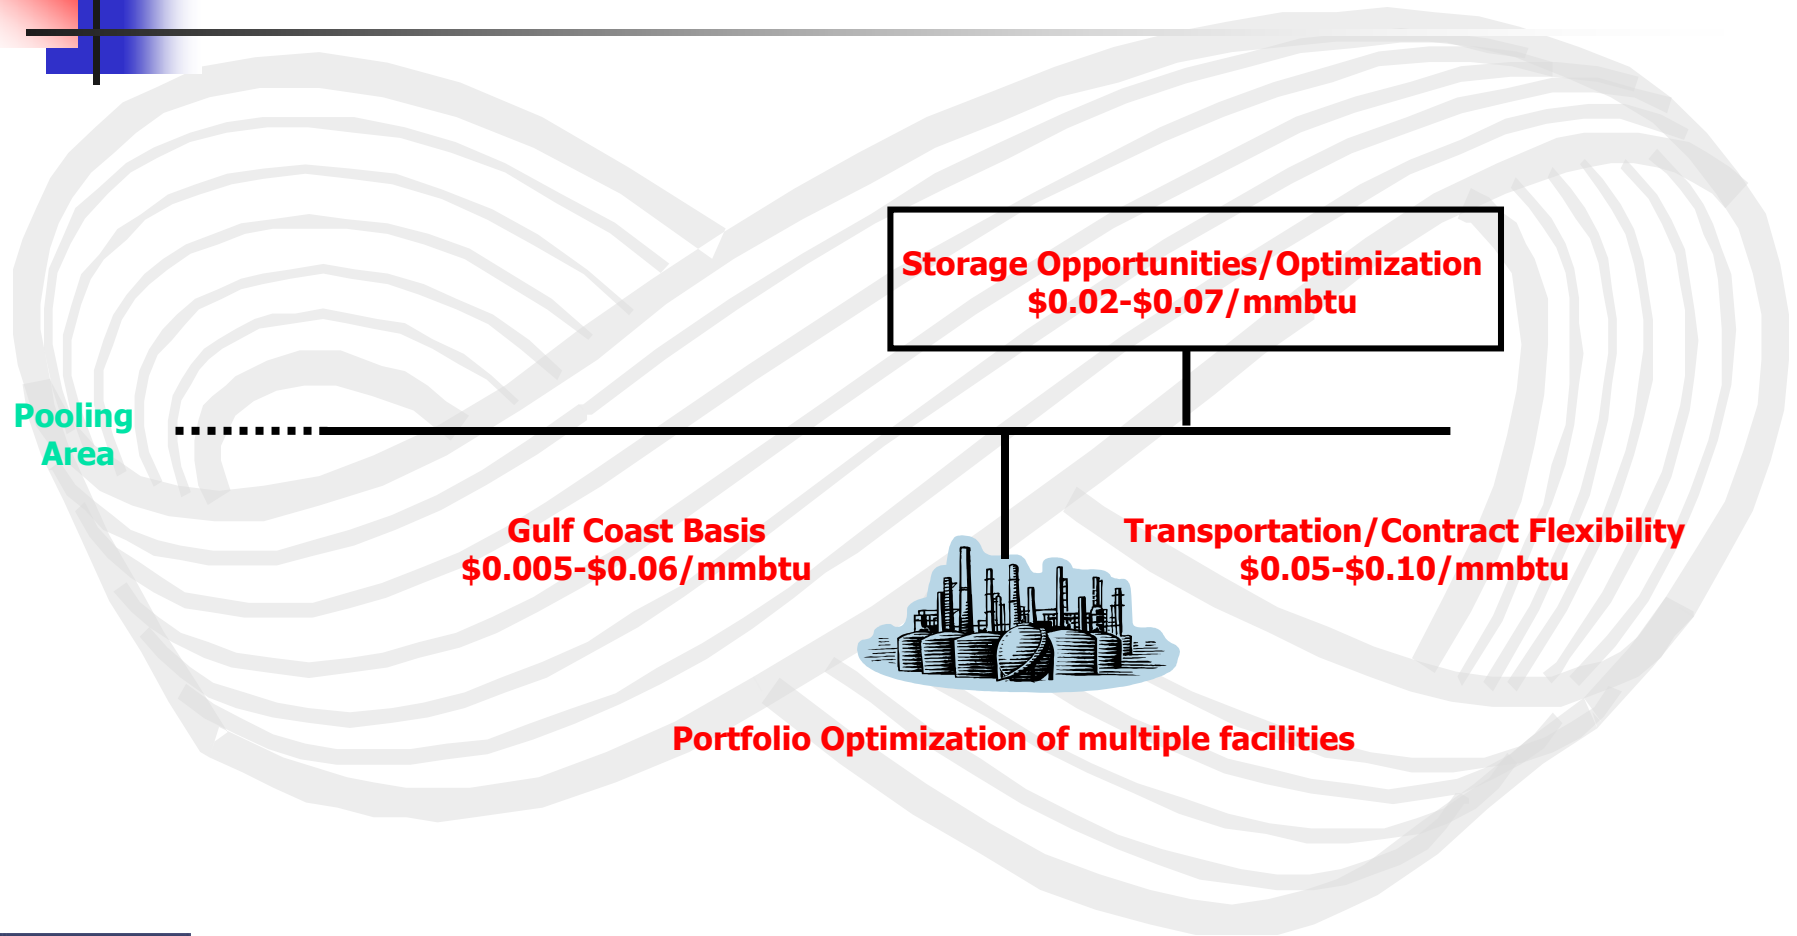 Storage Opportunities/Optimization
$0.02-$0.07/mmbtu
Pooling
Area
Gulf Coast Basis
$0.005-$0.06/mmbtu
Transportation/Contract Flexibility
$0.05-$0.10/mmbtu
Portfolio Optimization of multiple facilities